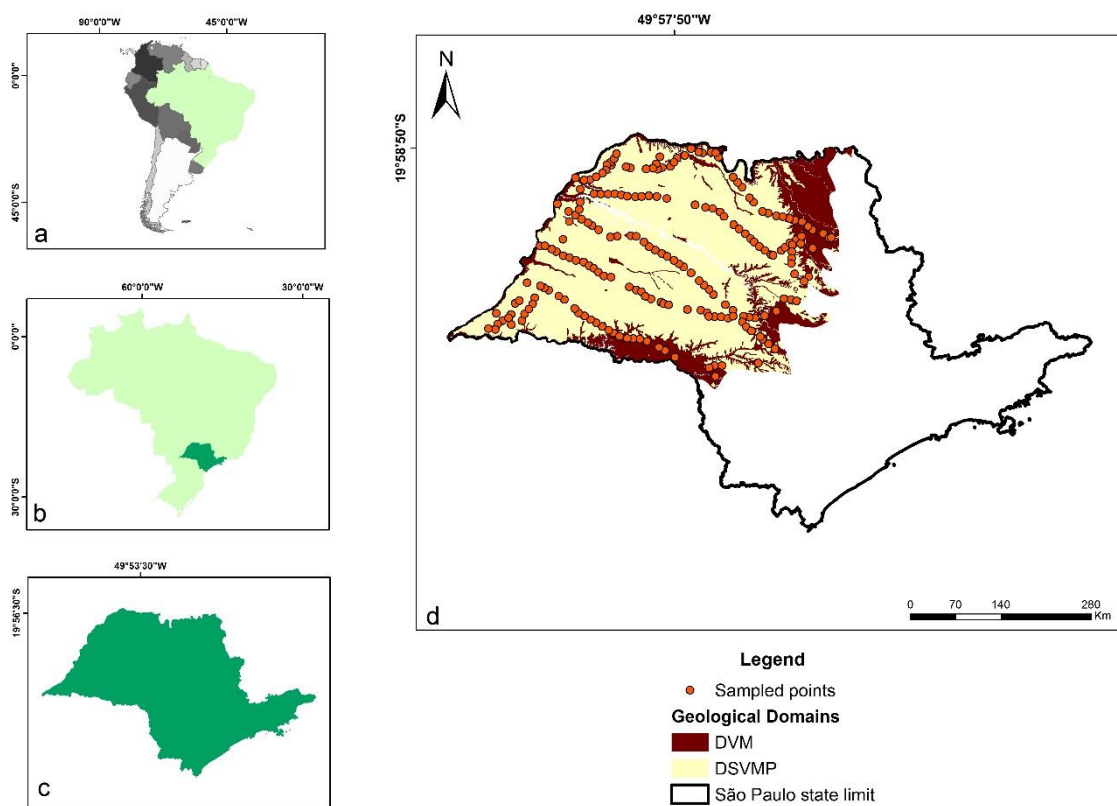 90°0'0"W
45°0'0"W
0°0'0"
45°0'0"S
a
60°0'0"W
30°0'0"W
0°0'0"
30°0'0"S
b
49°53'30"W
19°56'30"S
c
49°57'50"W
19°58'50"S
N
d
0 70 140 280
Km
Legend
Sampled points
Geological Domains
DVM
DSVMP
São Paulo state limit